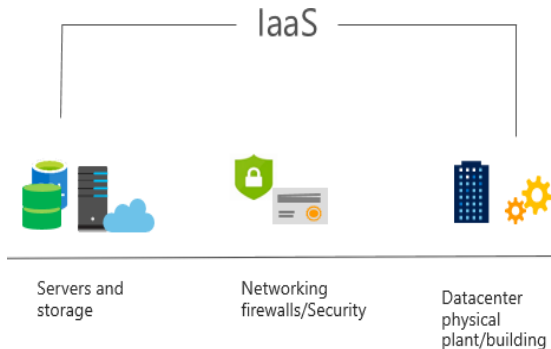 IaaS
Servers and
storage
Networking
firewalls/Security
Datacenter
physical
plant/building